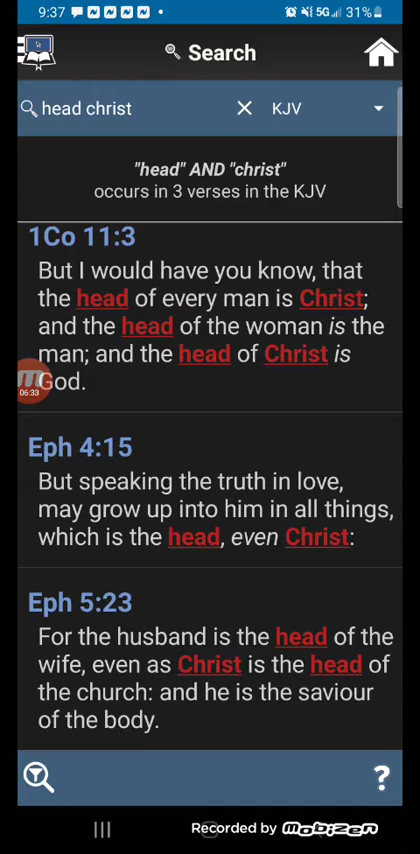 9:37 5G 31%
Search
head christ KJV
"head" AND "christ"
occurs in 3 verses in the KJV
1Co 11:3
But I would have you know, that
the head of every man is Christ;
and the head of the woman is the
man; and the head of Christ is
God.
06:33
Eph 4:15
But speaking the truth in love,
may grow up into him in all things,
which is the head, even Christ:
Eph 5:23
For the husband is the head of the
wife, even as Christ is the head of
the church: and he is the saviour
of the body.
?
Recorded by mobizen